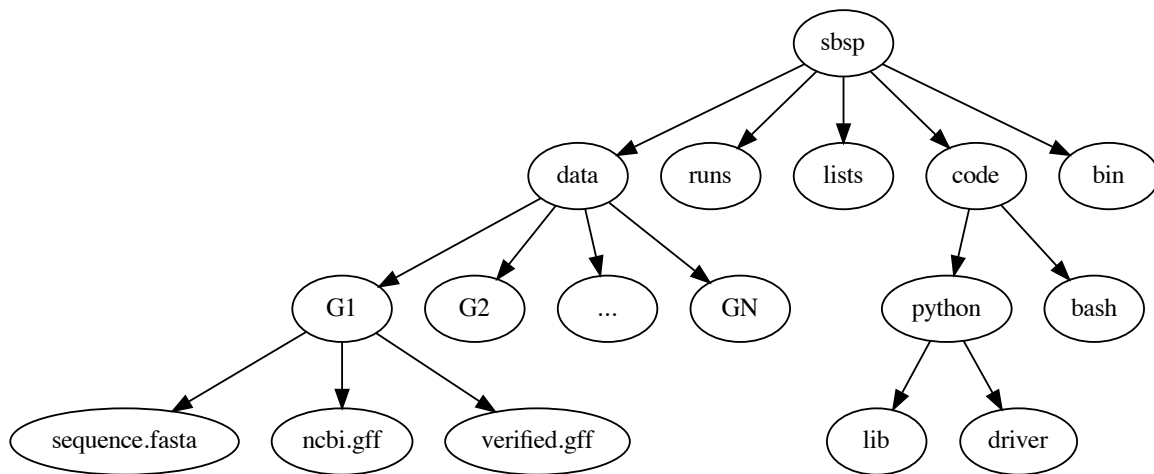 sbsp
data
runs
lists
code
bin
G1
G2
...
GN
python
bash
sequence.fasta
ncbi.gff
verified.gff
lib
driver